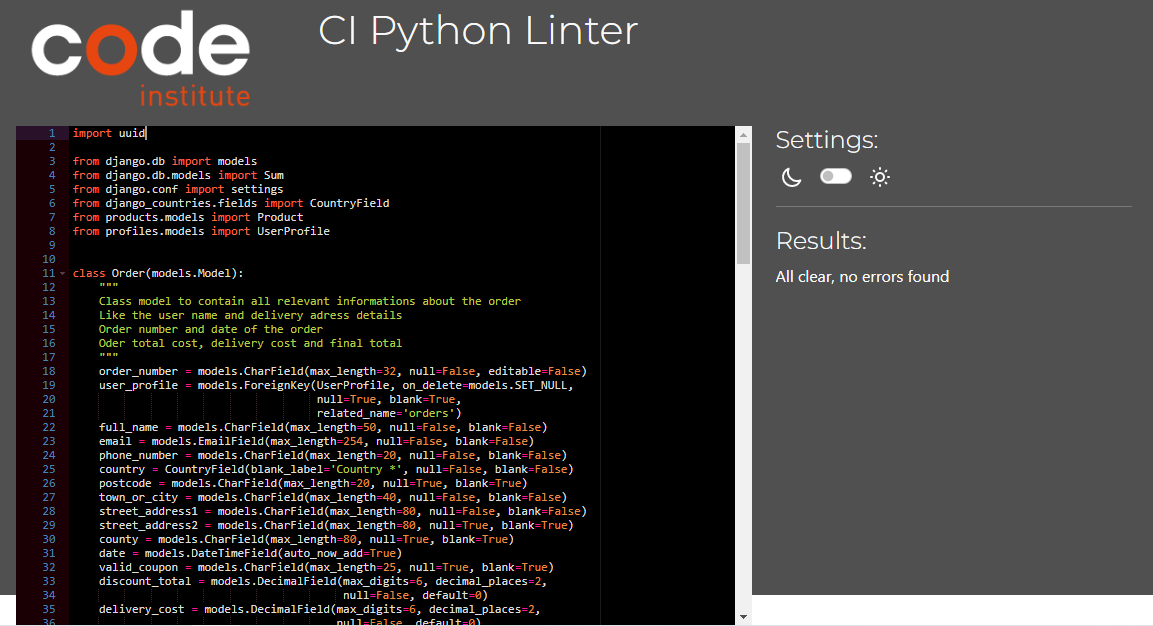 code
institute
CI Python Linter
1 import uuid
2
3 from django.db import models
4 from django.db.models import Sum
5 from django.conf import settings
6 from django_countries.fields import CountryField
7 from products.models import Product
8 from profiles.models import UserProfile
9
10
11 class Order(models.Model):
12 """
13 Class model to contain all relevant informations about the order
14 Like the user name and delivery adress details
15 Order number and date of the order
16 Oder total cost, delivery cost and final total
17 """
18 order_number = models.CharField(max_length=32, null=False, editable=False)
19 user_profile = models.ForeignKey(UserProfile, on_delete=models.SET_NULL,
20 null=True, blank=True,
21 related_name='orders')
22 full_name = models.CharField(max_length=50, null=False, blank=False)
23 email = models.EmailField(max_length=254, null=False, blank=False)
24 phone_number = models.CharField(max_length=20, null=False, blank=False)
25 country = CountryField(blank_label='Country *', null=False, blank=False)
26 postcode = models.CharField(max_length=20, null=True, blank=True)
27 town_or_city = models.CharField(max_length=40, null=False, blank=False)
28 street_address1 = models.CharField(max_length=80, null=False, blank=False)
29 street_address2 = models.CharField(max_length=80, null=True, blank=True)
30 county = models.CharField(max_length=80, null=True, blank=True)
31 date = models.DateTimeField(auto_now_add=True)
32 valid_coupon = models.CharField(max_length=25, null=True, blank=True)
33 discount_total = models.DecimalField(max_digits=6, decimal_places=2,
34 null=False, default=0)
35 delivery_cost = models.DecimalField(max_digits=6, decimal_places=2,
36 null=False, default=0)
Settings:
Results:
All clear, no errors found